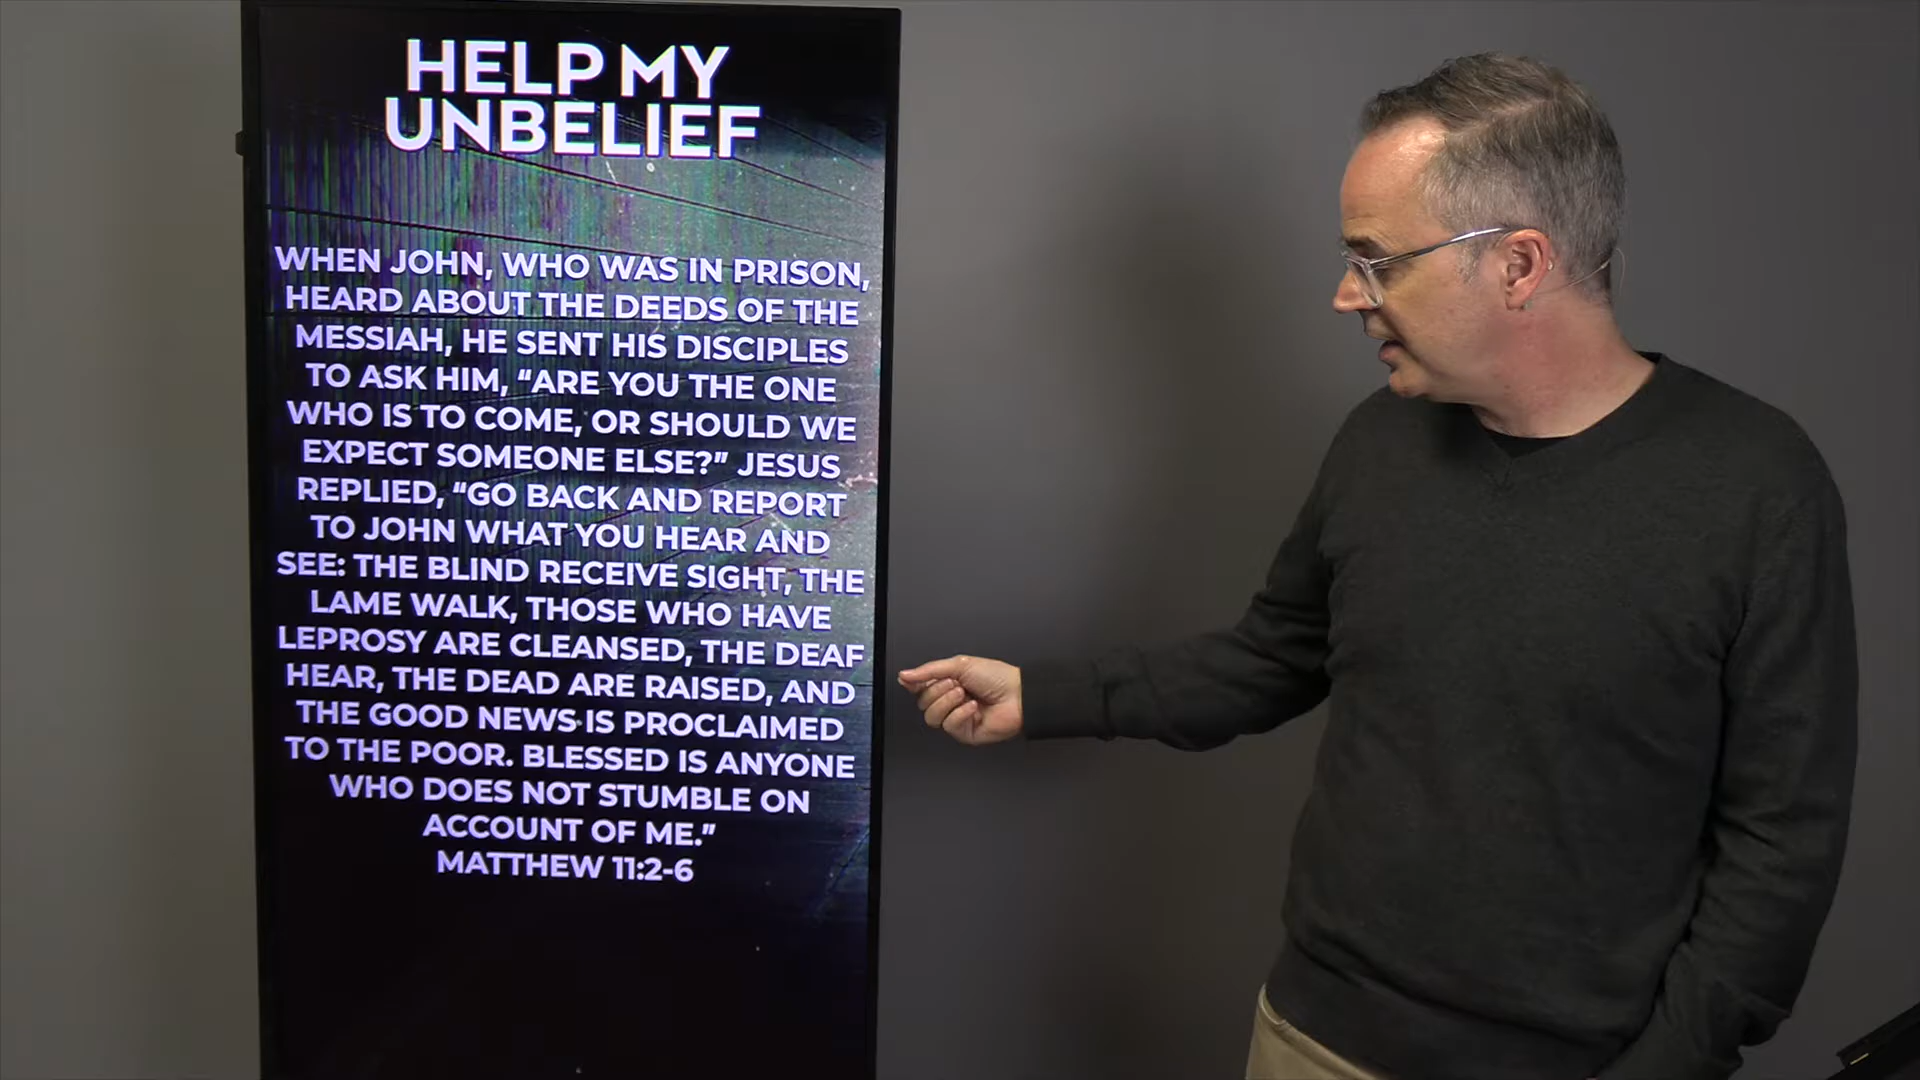 HELP MY
UNBELIEF
WHEN JOHN, WHO WAS IN PRISON,
HEARD ABOUT THE DEEDS OF THE
MESSIAH, HE SENT HIS DISCIPLES
TO ASK HIM, “ARE YOU THE ONE
WHO IS TO COME, OR SHOULD WE
EXPECT SOMEONE ELSE?” JESUS
REPLIED, “GO BACK AND REPORT
TO JOHN WHAT YOU HEAR AND
SEE: THE BLIND RECEIVE SIGHT, THE
LAME WALK, THOSE WHO HAVE
LEPROSY ARE CLEANSED, THE DEAF
HEAR, THE DEAD ARE RAISED, AND
THE GOOD NEWS IS PROCLAIMED
TO THE POOR. BLESSED IS ANYONE
WHO DOES NOT STUMBLE ON
ACCOUNT OF ME.”
MATTHEW 11:2-6